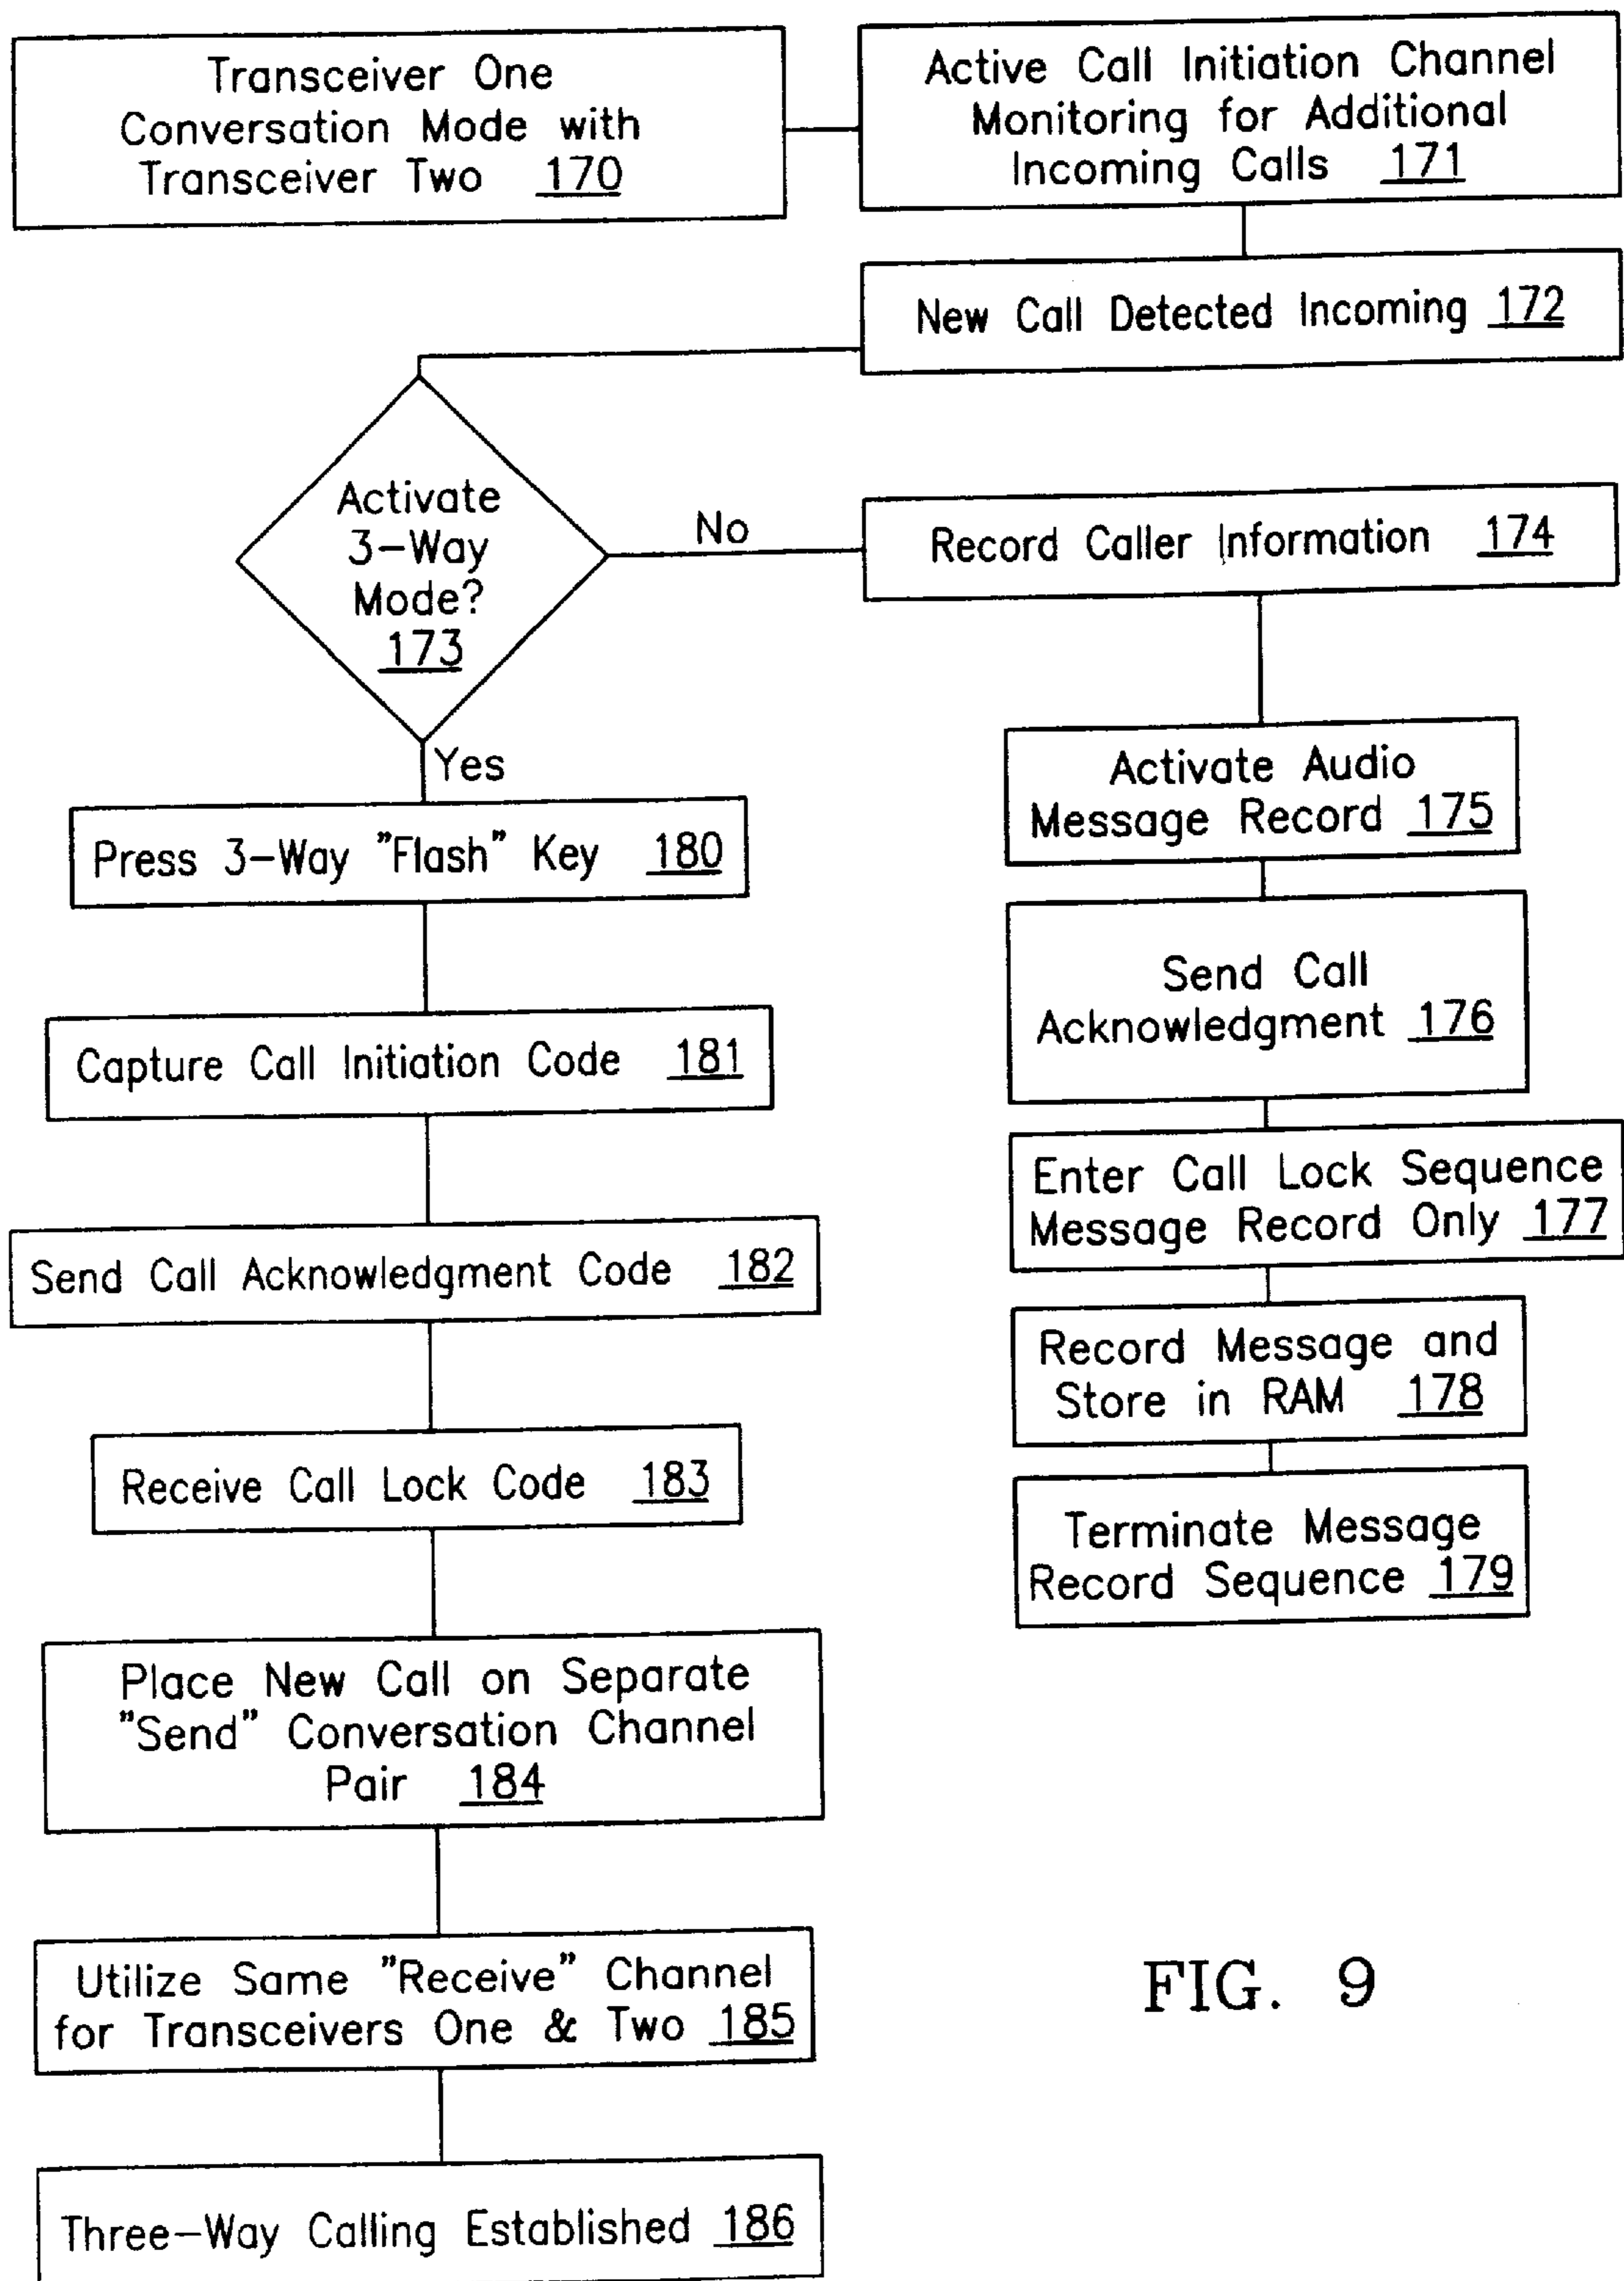 Transceiver One
Conversation Mode with
Transceiver Two 170
Active Call Initiation Channel
Monitoring for Additional
Incoming Calls 171
New Call Detected Incoming 172
Activate
3-Way
Mode?
173
No
Record Caller Information 174
Activate Audio
Message Record 175
Send Call
Acknowledgment 176
Enter Call Lock Sequence
Message Record Only 177
Record Message and
Store in RAM 178
Terminate Message
Record Sequence 179
Yes
Press 3-Way "Flash" Key 180
Capture Call Initiation Code 181
Send Call Acknowledgment Code 182
Receive Call Lock Code 183
Place New Call on Separate
"Send" Conversation Channel
Pair 184
Utilize Same "Receive" Channel
for Transceivers One & Two 185
Three-Way Calling Established 186
FIG. 9